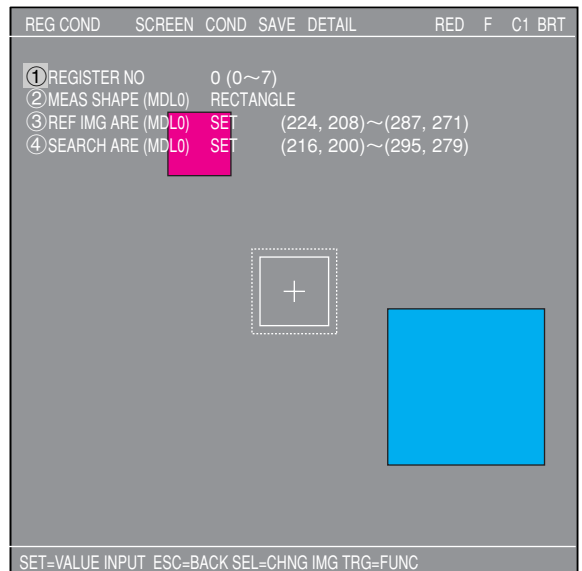 REG COND SCREEN COND SAVE DETAIL RED F C1 BRT
①REGISTER NO 0 (0～7)
②MEAS SHAPE (MDL0) RECTANGLE
③REF IMG ARE (MDL0) SET (224, 208)～(287, 271)
④SEARCH ARE (MDL0) SET (216, 200)～(295, 279)
SET=VALUE INPUT ESC=BACK SEL=CHNG IMG TRG=FUNC